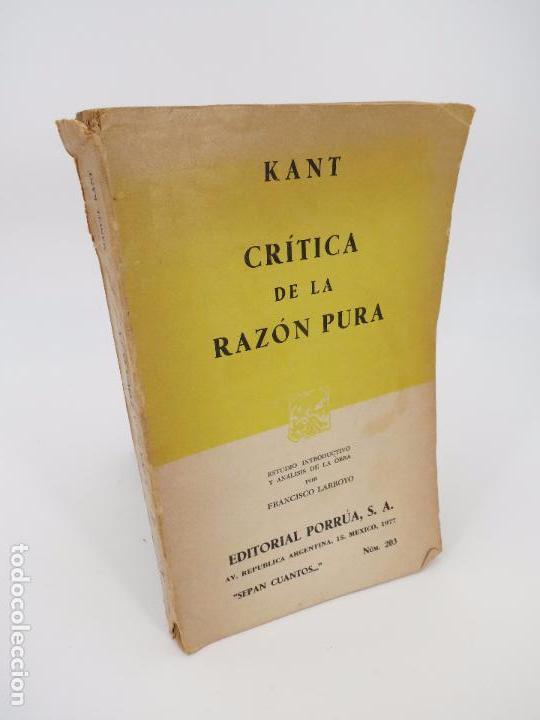 KANT
CRÍTICA
DE LA
RAZÓN PURA
ESTUDIO INTRODUCTIVO
Y ANÁLISIS DE LA OBRA
POR
FRANCISCO LARROYO
EDITORIAL PORRÚA, S. A.
AV. REPUBLICA ARGENTINA, 15. MEXICO, 1977
"SEPAN CUANTOS..." NÚM. 203
todocoleccion